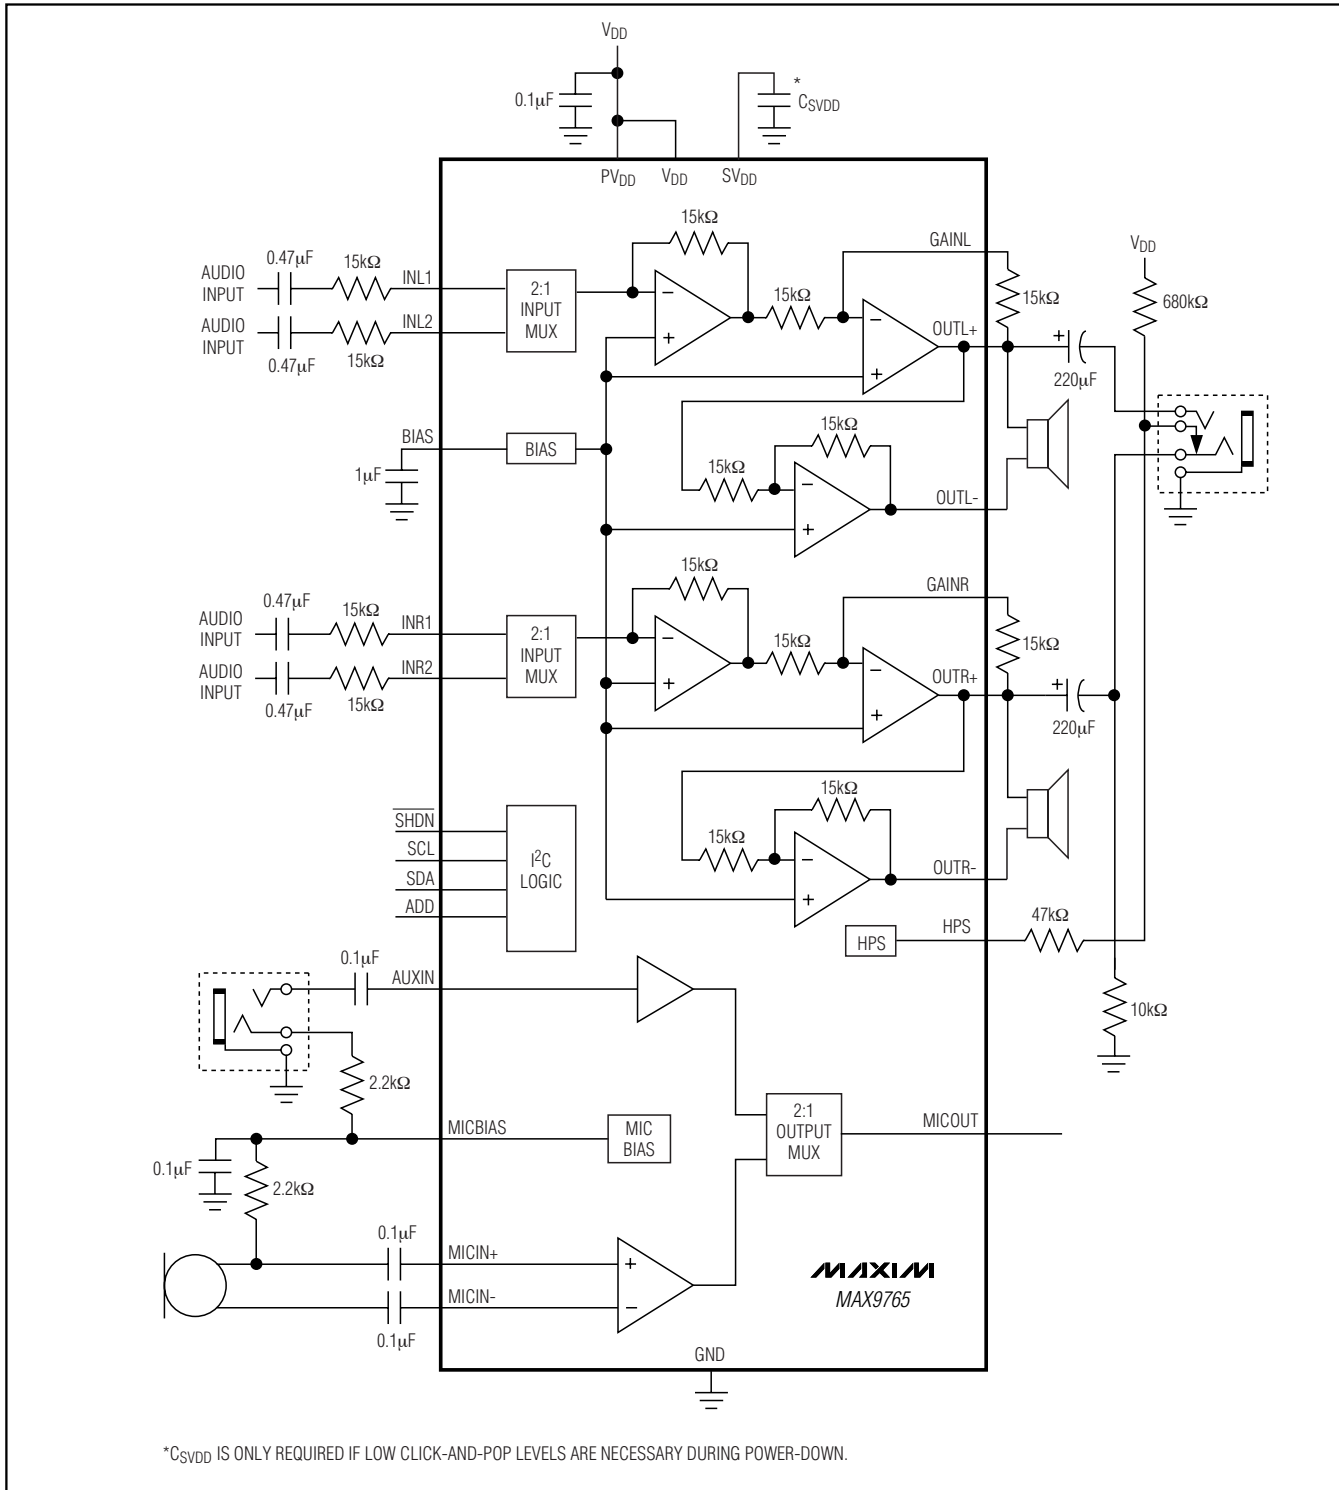 VDD
0.1µF
*
CSVDD
PVDD
VDD
SVDD
15kΩ
GAINL
VDD
0.47µF
15kΩ
INL1
AUDIO
INPUT
2:1
INPUT
MUX
15kΩ
15kΩ
680kΩ
AUDIO
INPUT
INL2
0.47µF
15kΩ
OUTL+
220µF
BIAS
BIAS
1µF
15kΩ
15kΩ
OUTL-
15kΩ
GAINR
0.47µF
15kΩ
INR1
AUDIO
INPUT
2:1
INPUT
MUX
15kΩ
15kΩ
AUDIO
INPUT
INR2
0.47µF
15kΩ
OUTR+
220µF
15kΩ
15kΩ
OUTR-
SHDN
SCL
SDA
ADD
I2C
LOGIC
HPS
HPS
47kΩ
0.1µF
AUXIN
10kΩ
2.2kΩ
MICBIAS
MIC
BIAS
2:1
OUTPUT
MUX
MICOUT
0.1µF
2.2kΩ
0.1µF
MICIN+
MICIN-
0.1µF
MAXIM
MAX9765
GND
*CSVDD IS ONLY REQUIRED IF LOW CLICK-AND-POP LEVELS ARE NECESSARY DURING POWER-DOWN.